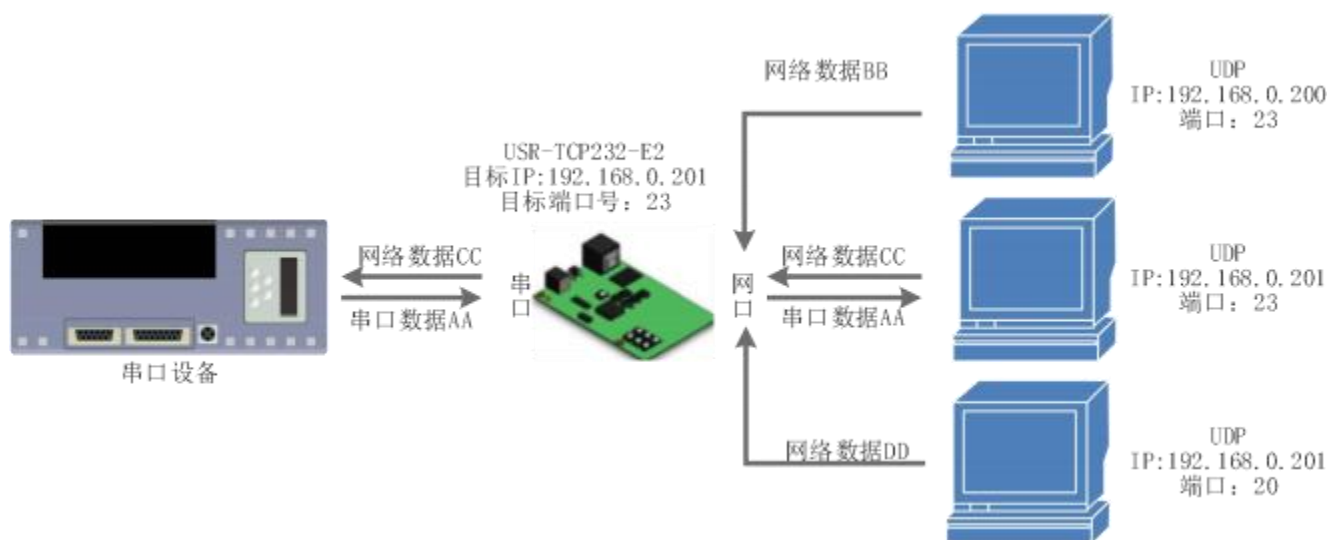 网络数据BB
UDP
IP:192.168.0.200
端口：23
USR-TCP232-E2
目标IP:192.168.0.201
目标端口号：23
网络数据CC
串口数据AA
串口
网口
网络数据CC
串口数据AA
UDP
IP:192.168.0.201
端口：23
串口设备
网络数据DD
UDP
IP:192.168.0.201
端口：20